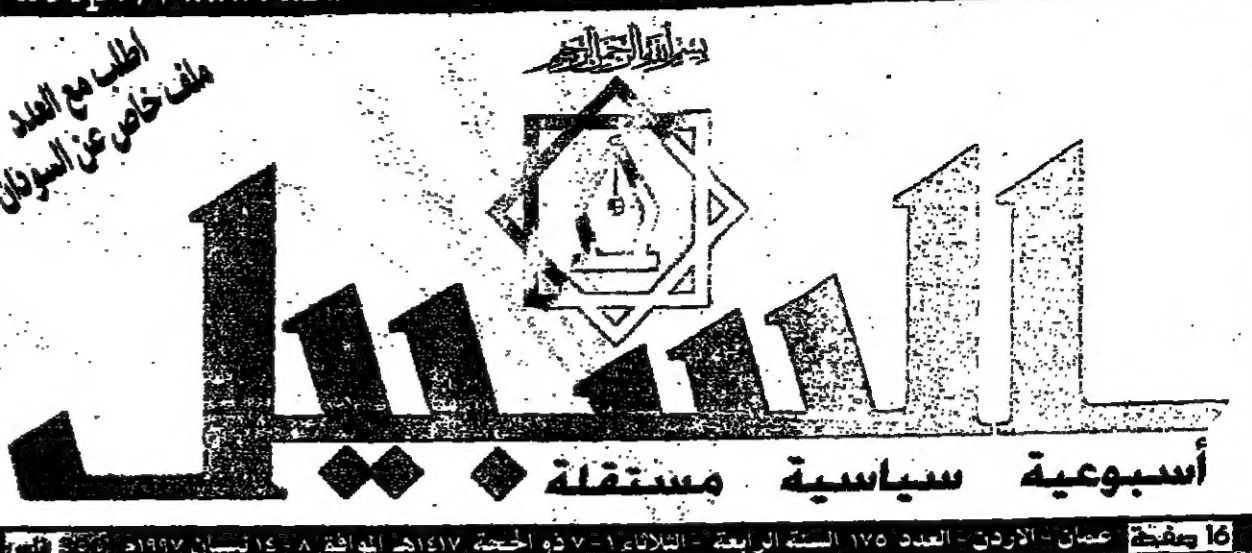 اطلب مع العدد
ملف خاص عن السودان
بسم الله الرحمن الرحيم
السبيل
أسبوعية سياسية مستقلة
16 صفحة عمان - الاردن - العدد ١٧٥ السنة الرابعة - الثلاثاء ١ - ٧ ذو الحجة ١٤١٧هـ الموافق ٨ - ١٤ نيسان ١٩٩٧م